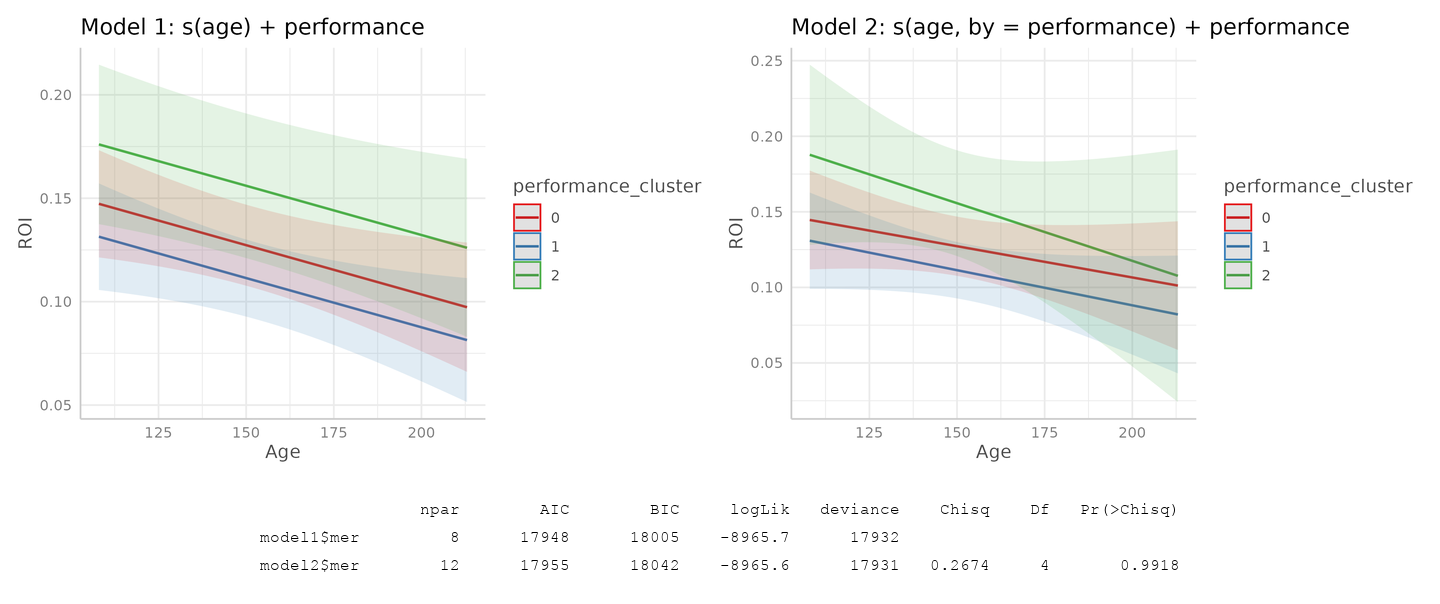 Model 1: s(age) + performance
0.20
0.15
0.10
0.05
ROI
125 150 175 200
Age
performance_cluster
0
1
2
Model 2: s(age, by = performance) + performance
0.25
0.20
0.15
0.10
0.05
ROI
125 150 175 200
Age
performance_cluster
0
1
2
npar AIC BIC logLik deviance Chisq Df Pr(>Chisq)
model1$mer 8 17948 18005 -8965.7 17932
model2$mer 12 17955 18042 -8965.6 17931 0.2674 4 0.9918